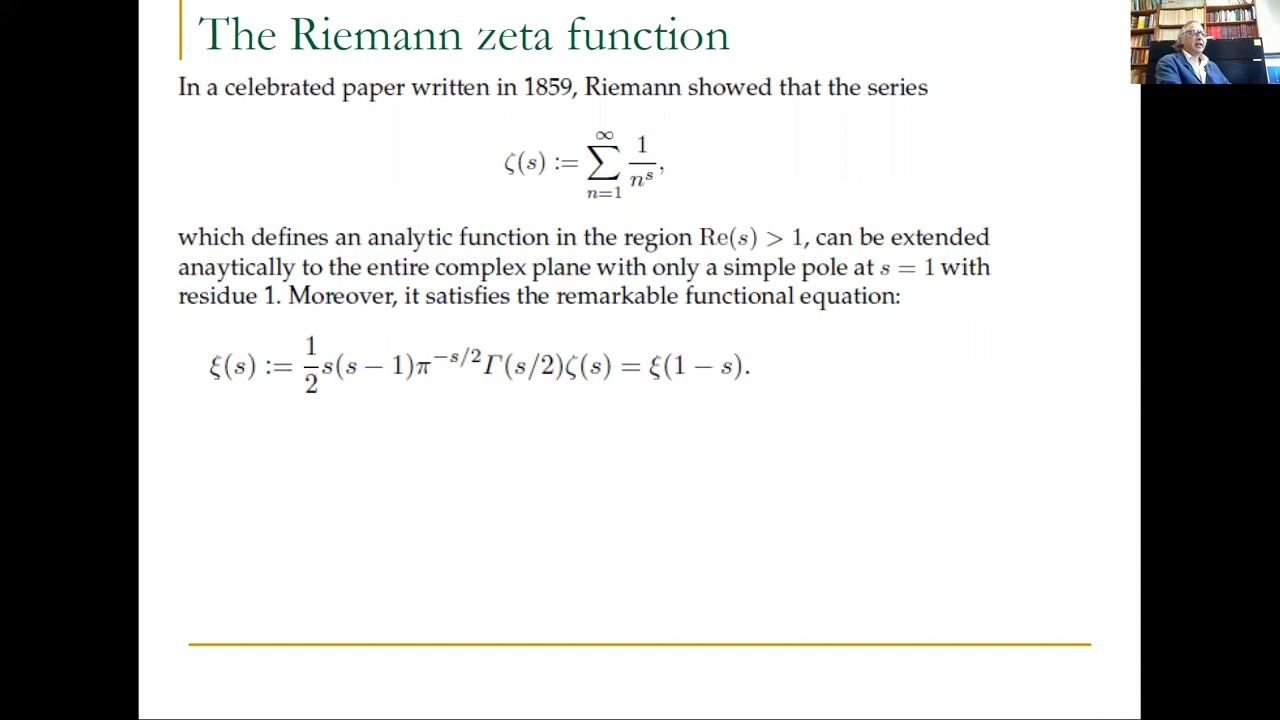 The Riemann zeta function
In a celebrated paper written in 1859, Riemann showed that the series
ζ(s) := ∑_{n=1}^{∞} 1/n^s,
which defines an analytic function in the region Re(s) > 1, can be extended
anaytically to the entire complex plane with only a simple pole at s = 1 with
residue 1. Moreover, it satisfies the remarkable functional equation:
ξ(s) := 1/2 s(s − 1)π^{−s/2}Γ(s/2)ζ(s) = ξ(1 − s).